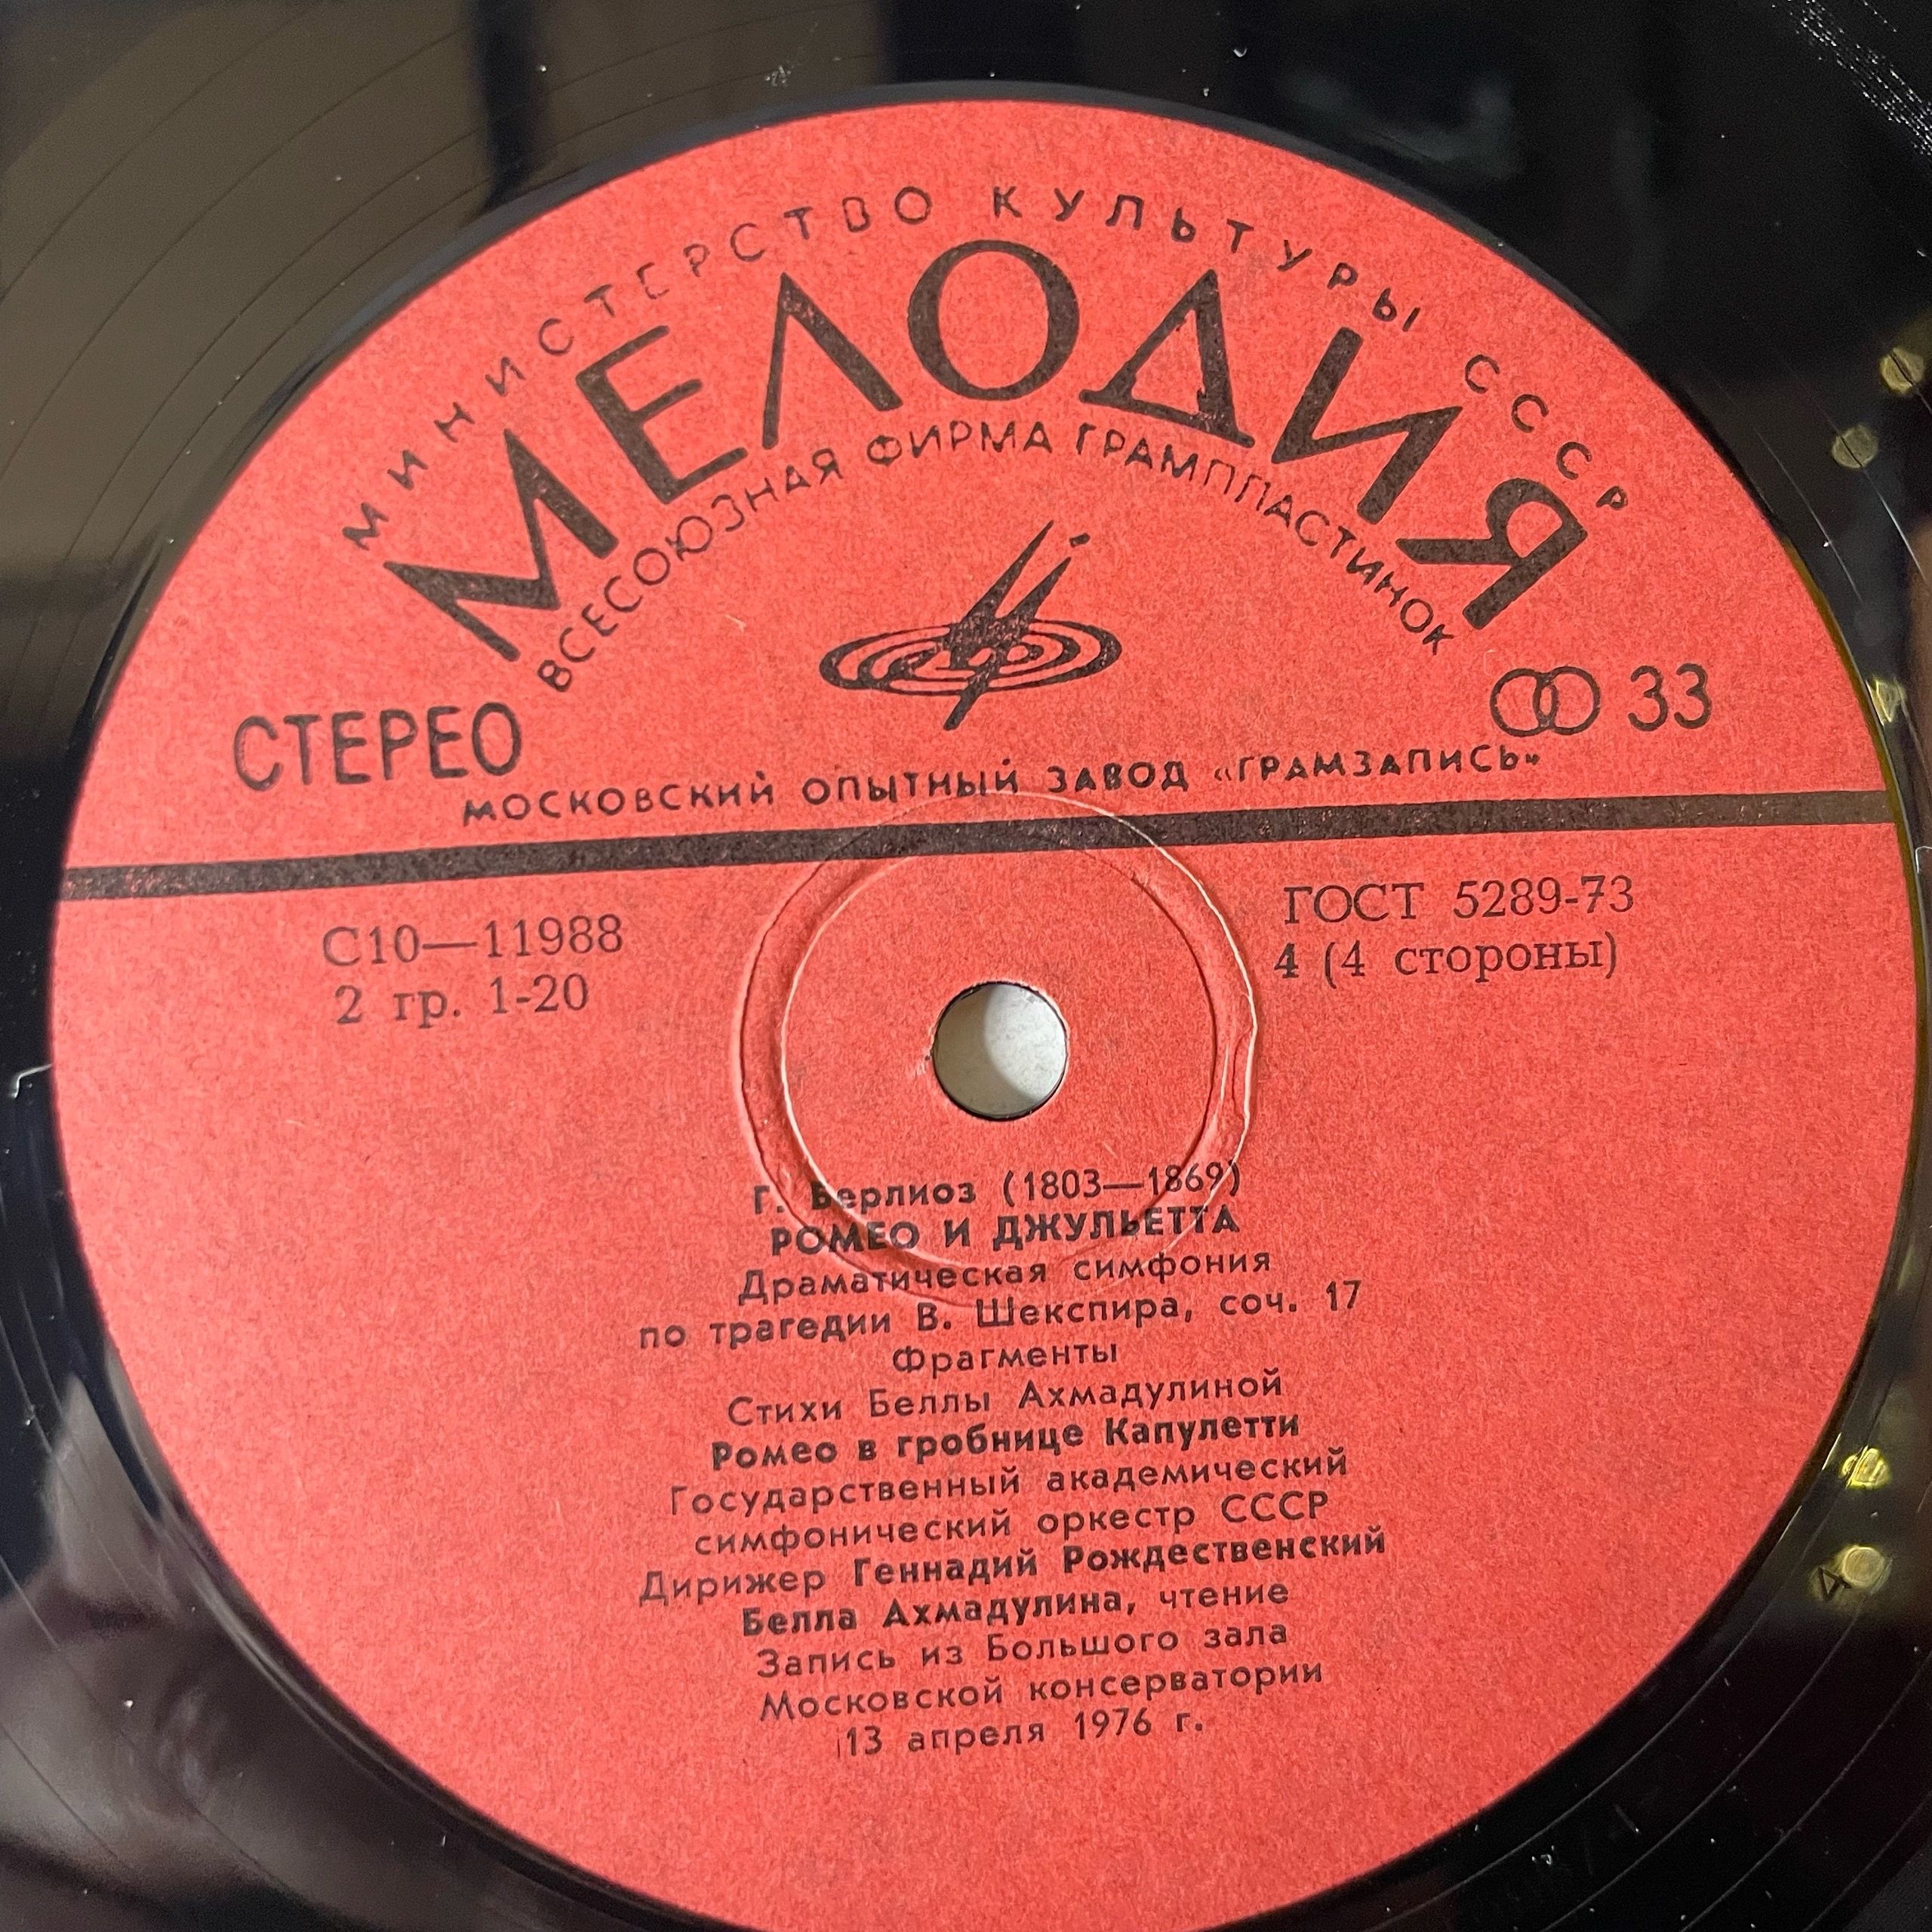 МИНИСТЕРСТВО КУЛЬТУРЫ СССР
МЕЛОДИЯ
ВСЕСОЮЗНАЯ ФИРМА ГРАМПЛАСТИНОК
СТЕРЕО
33
МОСКОВСКИЙ ОПЫТНЫЙ ЗАВОД «ГРАМЗАПИСЬ»
С10—11988
2 гр. 1-20
ГОСТ 5289-73
4 (4 стороны)
Г. Берлиоз (1803—1869)
РОМЕО И ДЖУЛЬЕТТА
Драматическая симфония
по трагедии В. Шекспира, соч. 17
Фрагменты
Стихи Беллы Ахмадулиной
Ромео в гробнице Капулетти
Государственный академический
симфонический оркестр СССР
Дирижер Геннадий Рождественский
Белла Ахмадулина, чтение
Запись из Большого зала
Московской консерватории
13 апреля 1976 г.